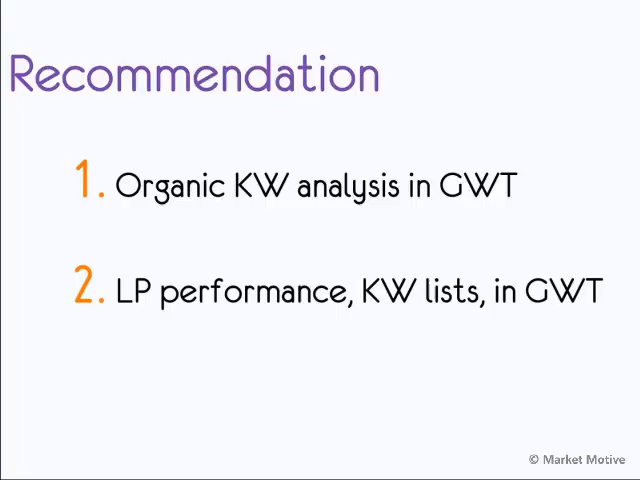 Recommendation
1. Organic KW analysis in GWT
2. LP performance, KW lists, in GWT
© Market Motive